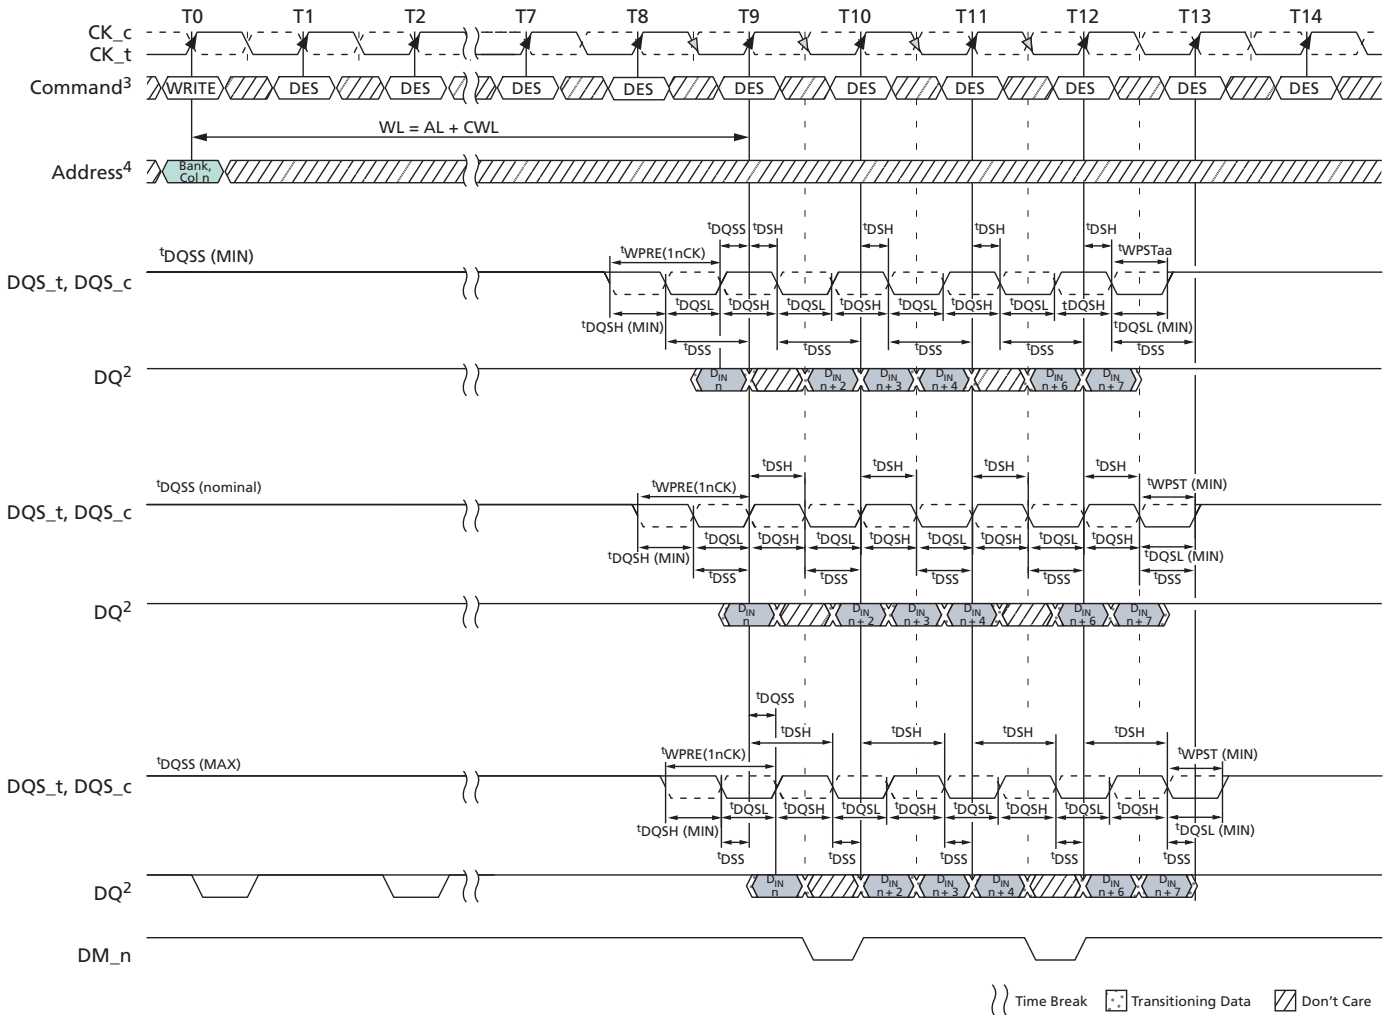 T0 T1 T2 T7 T8 T9 T10 T11 T12 T13 T14
CK_c
CK_t
Command3 WRITE DES DES DES DES DES DES DES DES DES DES
WL = AL + CWL
Address4 Bank, Col n
tDQSS tDSH tDSH tDSH tDSH
tDQSS (MIN) tWPRE(1nCK) tWPSTaa
DQS_t, DQS_c
tDQSL tDQSH tDQSL tDQSH tDQSL tDQSH tDQSL tDQSH
tDQSH (MIN) tDQSL (MIN)
tDSS tDSS tDSS tDSS tDSS
DQ2 DIN n DIN n + 2 DIN n + 3 DIN n + 4 DIN n + 6 DIN n + 7
tDSH tDSH tDSH tDSH
tDQSS (nominal) tWPRE(1nCK) tWPST (MIN)
DQS_t, DQS_c
tDQSL tDQSH tDQSL tDQSH tDQSL tDQSH tDQSL tDQSH
tDQSH (MIN) tDQSL (MIN)
tDSS tDSS tDSS tDSS tDSS
DQ2 DIN n DIN n + 2 DIN n + 3 DIN n + 4 DIN n + 6 DIN n + 7
tDQSS
tDSH tDSH tDSH tDSH
tDQSS (MAX) tWPRE(1nCK) tWPST (MIN)
DQS_t, DQS_c
tDQSL tDQSH tDQSL tDQSH tDQSL tDQSH tDQSL tDQSH
tDQSH (MIN) tDQSL (MIN)
tDSS tDSS tDSS tDSS tDSS
DQ2 DIN n DIN n + 2 DIN n + 3 DIN n + 4 DIN n + 6 DIN n + 7
DM_n
Time Break Transitioning Data Don't Care